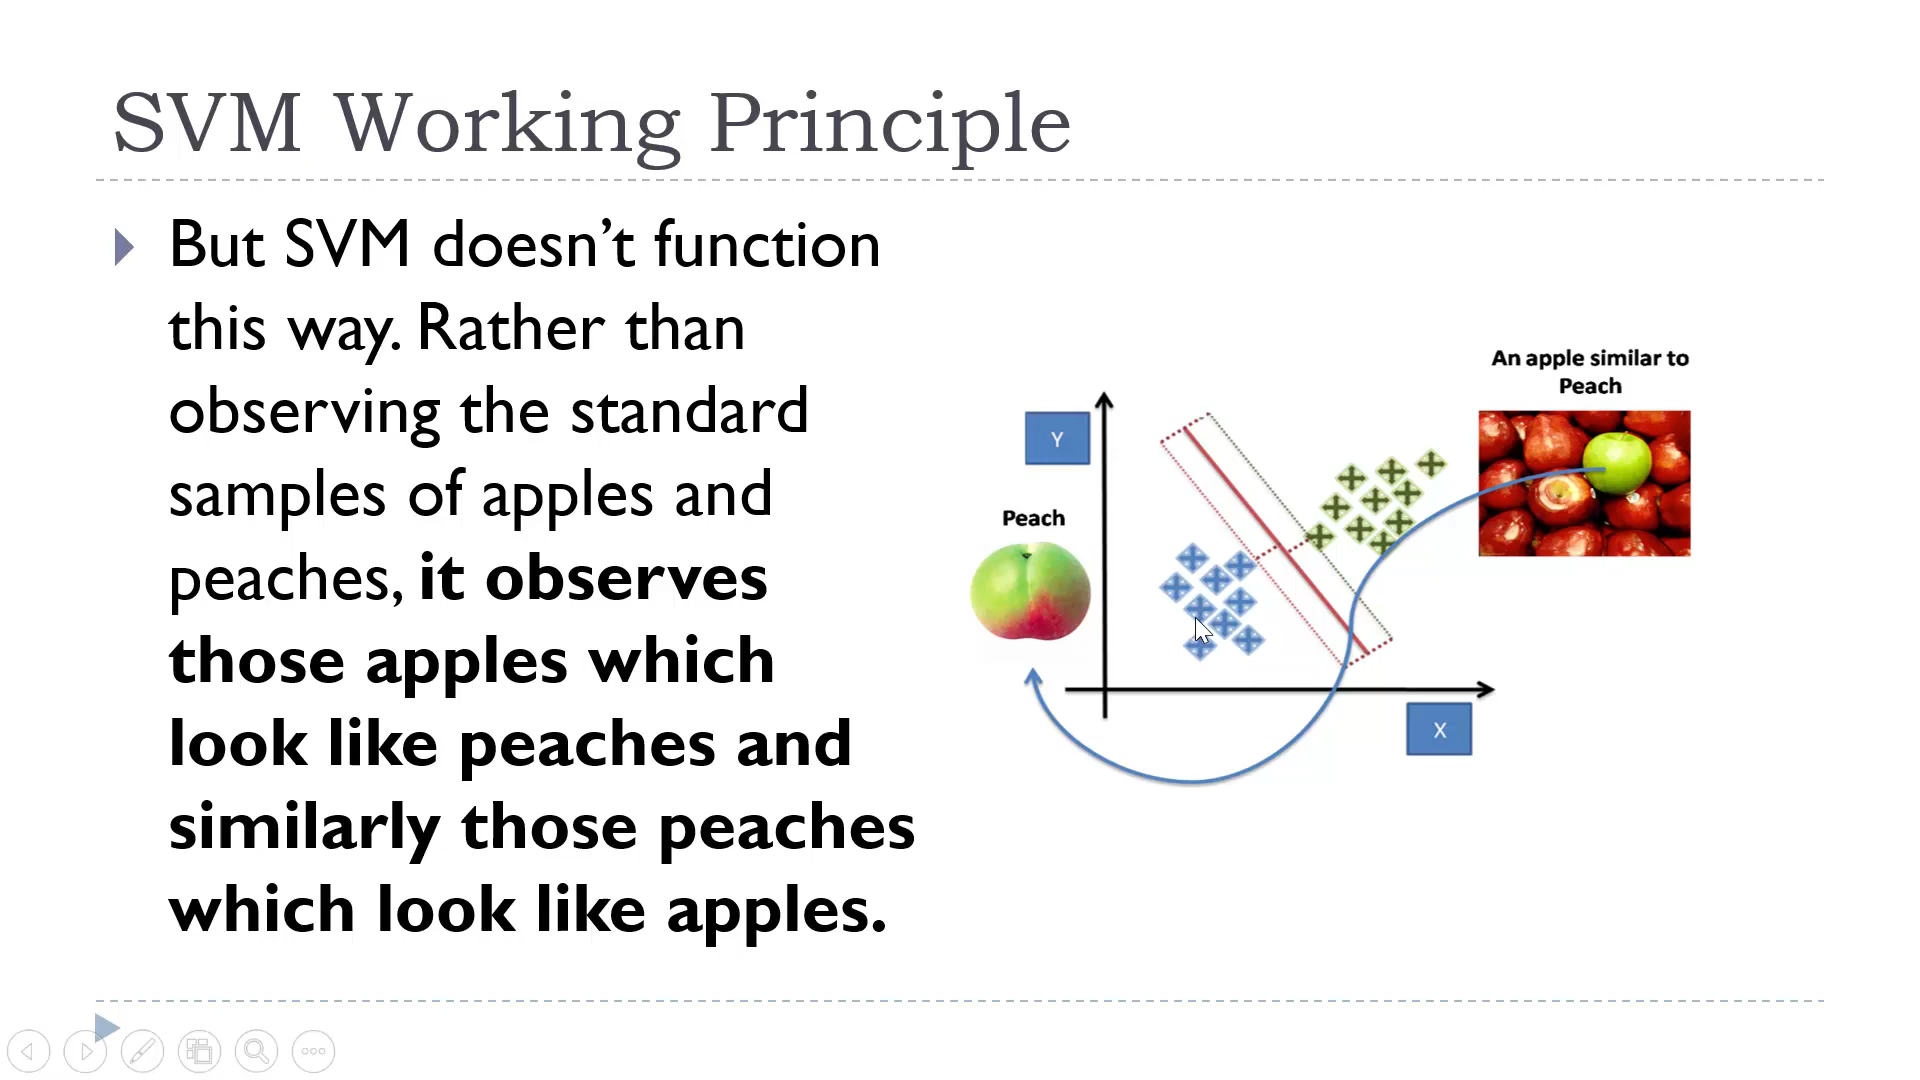 SVM Working Principle
But SVM doesn’t function
this way. Rather than
observing the standard
samples of apples and
peaches, it observes
those apples which
look like peaches and
similarly those peaches
which look like apples.
An apple similar to
Peach
Y
Peach
X